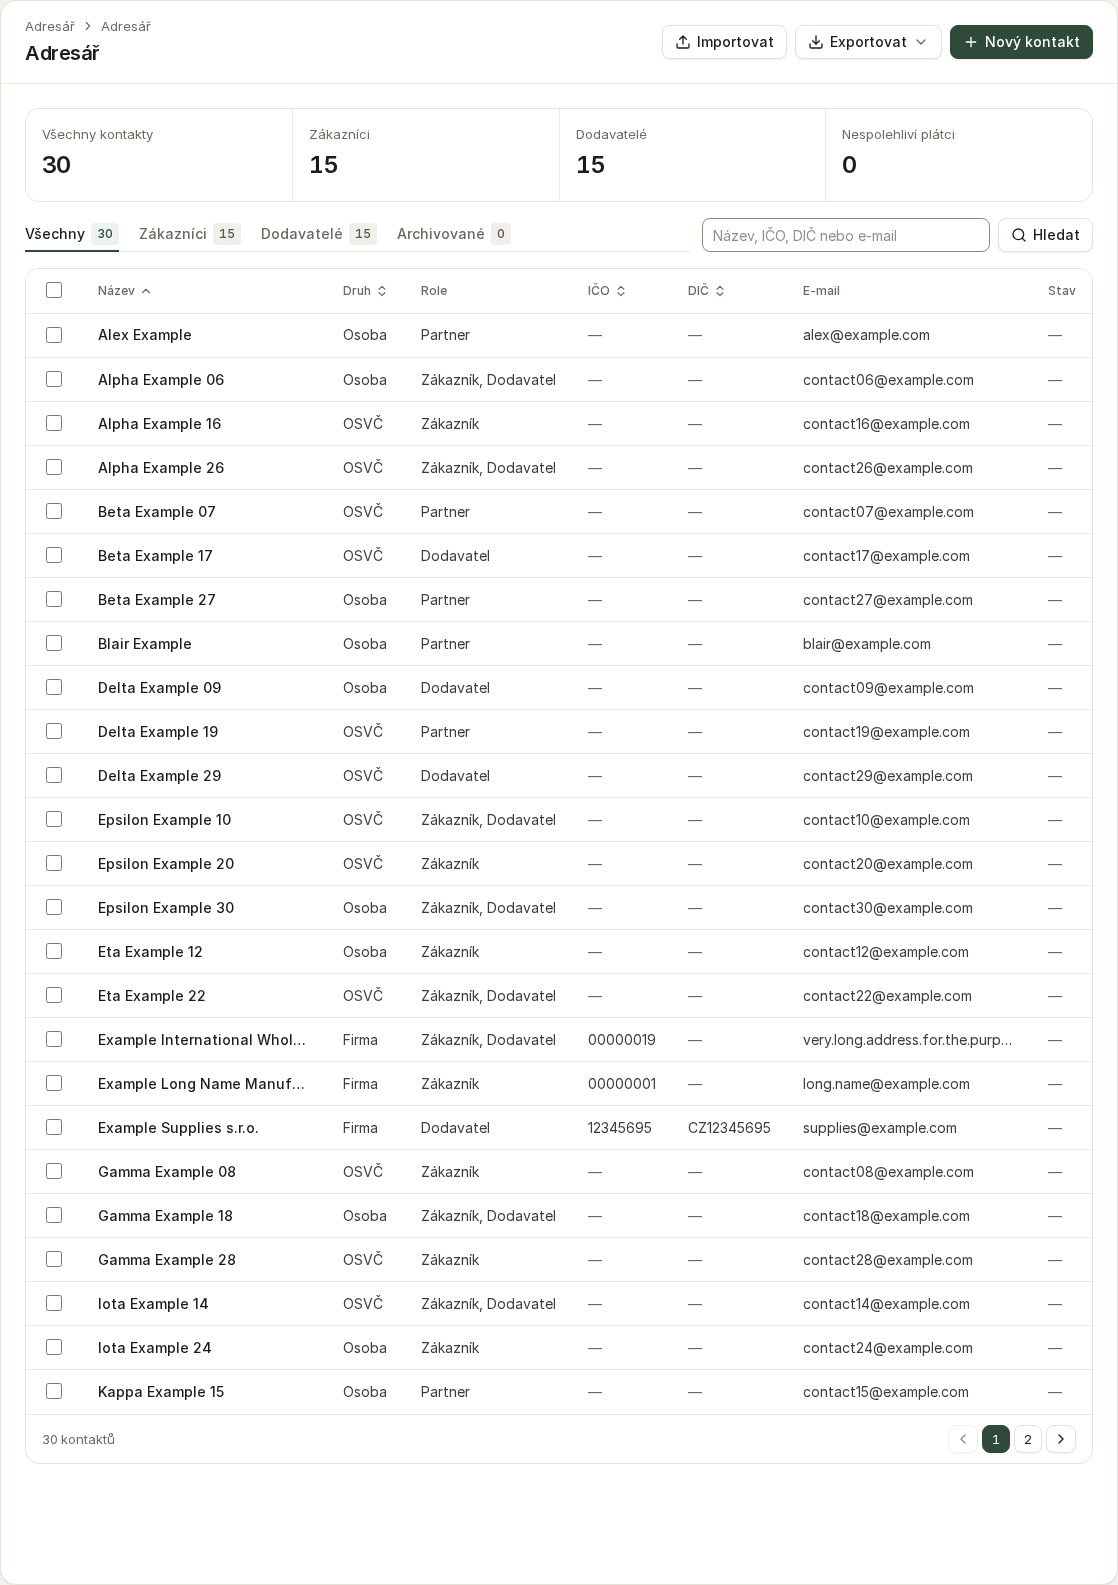 Adresář > Adresář
Adresář
Importovat
Exportovat
Nový kontakt
Všechny kontakty
30
Zákazníci
15
Dodavatelé
15
Nespolehliví plátci
0
Všechny 30
Zákazníci 15
Dodavatelé 15
Archivované 0
Název, IČO, DIČ nebo e-mail
Hledat
Název Druh Role IČO DIČ E-mail Stav
Alex Example Osoba Partner — — alex@example.com —
Alpha Example 06 Osoba Zákazník, Dodavatel — — contact06@example.com —
Alpha Example 16 OSVČ Zákazník — — contact16@example.com —
Alpha Example 26 OSVČ Zákazník, Dodavatel — — contact26@example.com —
Beta Example 07 OSVČ Partner — — contact07@example.com —
Beta Example 17 OSVČ Dodavatel — — contact17@example.com —
Beta Example 27 Osoba Partner — — contact27@example.com —
Blair Example Osoba Partner — — blair@example.com —
Delta Example 09 Osoba Dodavatel — — contact09@example.com —
Delta Example 19 OSVČ Partner — — contact19@example.com —
Delta Example 29 OSVČ Dodavatel — — contact29@example.com —
Epsilon Example 10 OSVČ Zákazník, Dodavatel — — contact10@example.com —
Epsilon Example 20 OSVČ Zákazník — — contact20@example.com —
Epsilon Example 30 Osoba Zákazník, Dodavatel — — contact30@example.com —
Eta Example 12 Osoba Zákazník — — contact12@example.com —
Eta Example 22 OSVČ Zákazník, Dodavatel — — contact22@example.com —
Example International Whol... Firma Zákazník, Dodavatel 00000019 — very.long.address.for.the.purp... —
Example Long Name Manuf... Firma Zákazník 00000001 — long.name@example.com —
Example Supplies s.r.o. Firma Dodavatel 12345695 CZ12345695 supplies@example.com —
Gamma Example 08 OSVČ Zákazník — — contact08@example.com —
Gamma Example 18 Osoba Zákazník, Dodavatel — — contact18@example.com —
Gamma Example 28 OSVČ Zákazník — — contact28@example.com —
Iota Example 14 OSVČ Zákazník, Dodavatel — — contact14@example.com —
Iota Example 24 Osoba Zákazník — — contact24@example.com —
Kappa Example 15 Osoba Partner — — contact15@example.com —
30 kontaktů
1 2